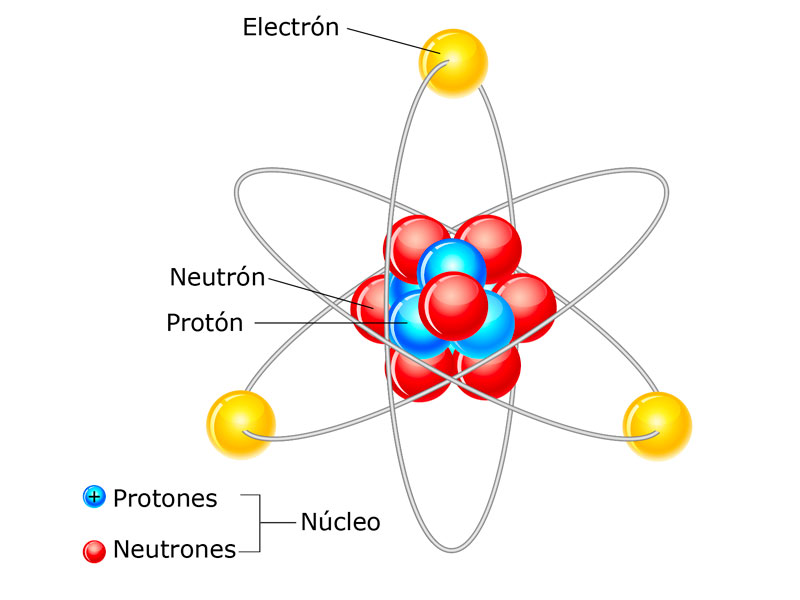 Electrón
Neutrón
Protón
+ Protones
Núcleo
Neutrones